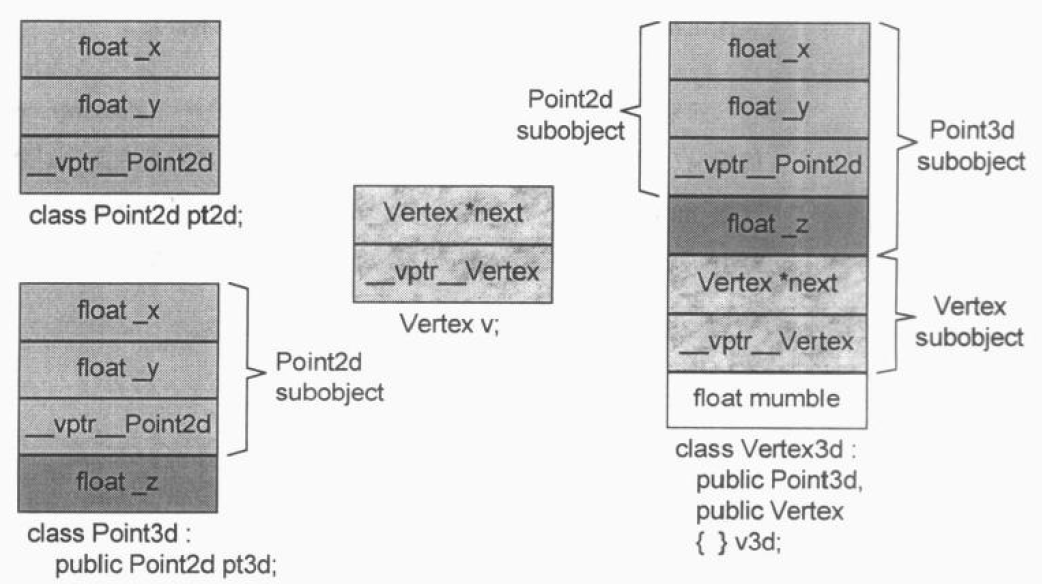 float _x
float _y
__vptr__Point2d
class Point2d pt2d;
float _x
float _y
__vptr__Point2d
float _z
Point2d
subobject
class Point3d :
public Point2d pt3d;
Vertex *next
__vptr__Vertex
Vertex v;
Point2d
subobject
float _x
float _y
__vptr__Point2d
float _z
Vertex *next
__vptr__Vertex
float mumble
Point3d
subobject
Vertex
subobject
class Vertex3d :
public Point3d,
public Vertex
{ } v3d;